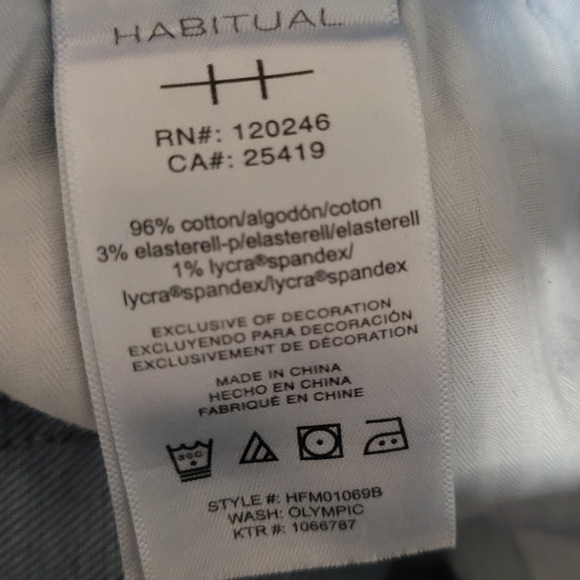 HABITUAL
RN#: 120246
CA#: 25419
96% cotton/algodón/coton
3% elasterell-p/elasterell/elasterell
1% lycra®spandex/
lycra®spandex/lycra®spandex
EXCLUSIVE OF DECORATION
EXCLUYENDO PARA DECORACIÓN
EXCLUSIVEMENT DE DÉCORATION
MADE IN CHINA
HECHO EN CHINA
FABRIQUÉ EN CHINE
30C
STYLE #: HFM01069B
WASH: OLYMPIC
KTR #: 1066787